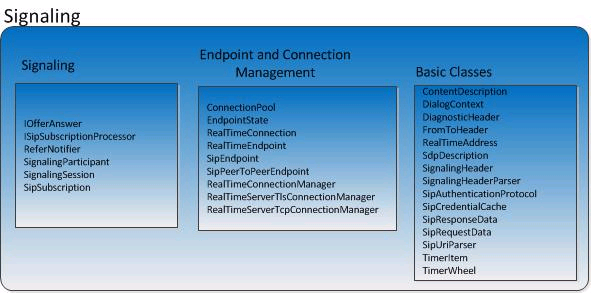 Signaling
Signaling
IOfferAnswer
ISipSubscriptionProcessor
ReferNotifier
SignalingParticipant
SignalingSession
SipSubscription
Endpoint and Connection
Management
ConnectionPool
EndpointState
RealTimeConnection
RealTimeEndpoint
SipEndpoint
SipPeerToPeerEndpoint
RealTimeConnectionManager
RealTimeServerTlsConnectionManager
RealTimeServerTcpConnectionManager
Basic Classes
ContentDescription
DialogContext
DiagnosticHeader
FromToHeader
RealTimeAddress
SdpDescription
SignalingHeader
SignalingHeaderParser
SipAuthenticationProtocol
SipCredentialCache
SipResponseData
SipRequestData
SipUriParser
TimerItem
TimerWheel